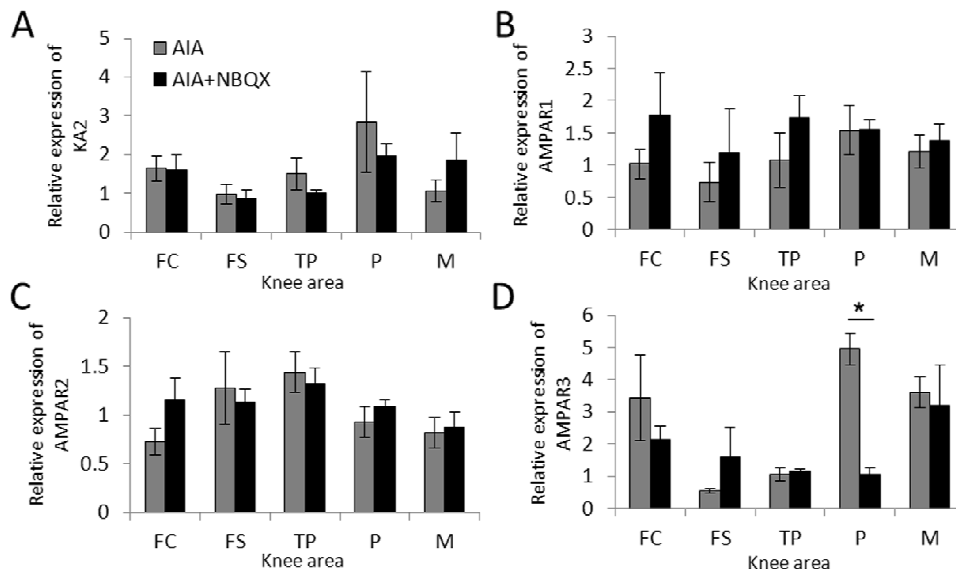 A
Relative expression of
KA2
5
4
3
2
1
0
AIA
AIA+NBQX
FC FS TP P M
Knee area
B
Relative expression of
AMPAR1
3
2.5
2
1.5
1
0.5
0
FC FS TP P M
Knee area
C
Relative expression of
AMPAR2
2
1.5
1
0.5
0
FC FS TP P M
Knee area
D
Relative expression of
AMPAR3
6
5
4
3
2
1
0
*
FC FS TP P M
Knee area